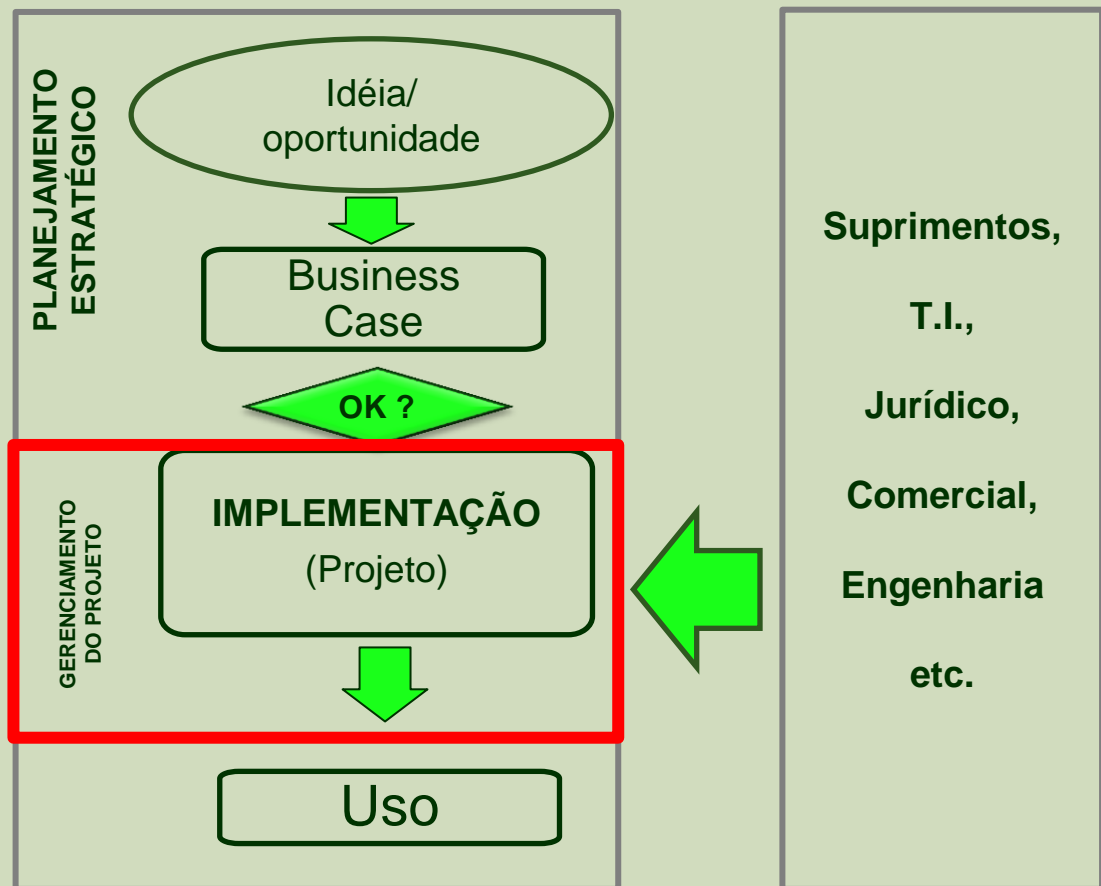 PLANEJAMENTO
ESTRATÉGICO
Idéia/
oportunidade
Business
Case
OK ?
GERENCIAMENTO
DO PROJETO
IMPLEMENTAÇÃO
(Projeto)
Uso
Suprimentos,
T.I.,
Jurídico,
Comercial,
Engenharia
etc.